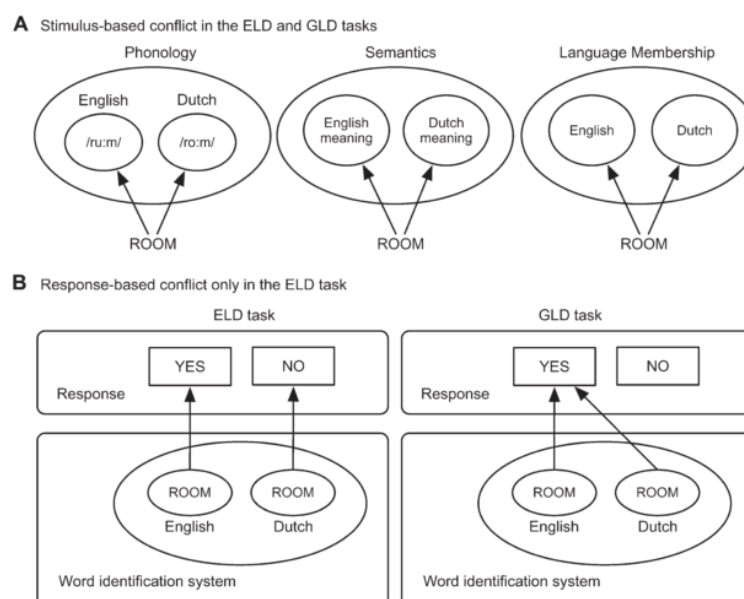 A Stimulus-based conflict in the ELD and GLD tasks
Phonology
English Dutch
/ru:m/ /ro:m/
ROOM
Semantics
English
meaning
Dutch
meaning
ROOM
Language Membership
English Dutch
ROOM
B Response-based conflict only in the ELD task
ELD task
YES NO
Response
ROOM ROOM
English Dutch
Word identification system
GLD task
YES NO
Response
ROOM ROOM
English Dutch
Word identification system